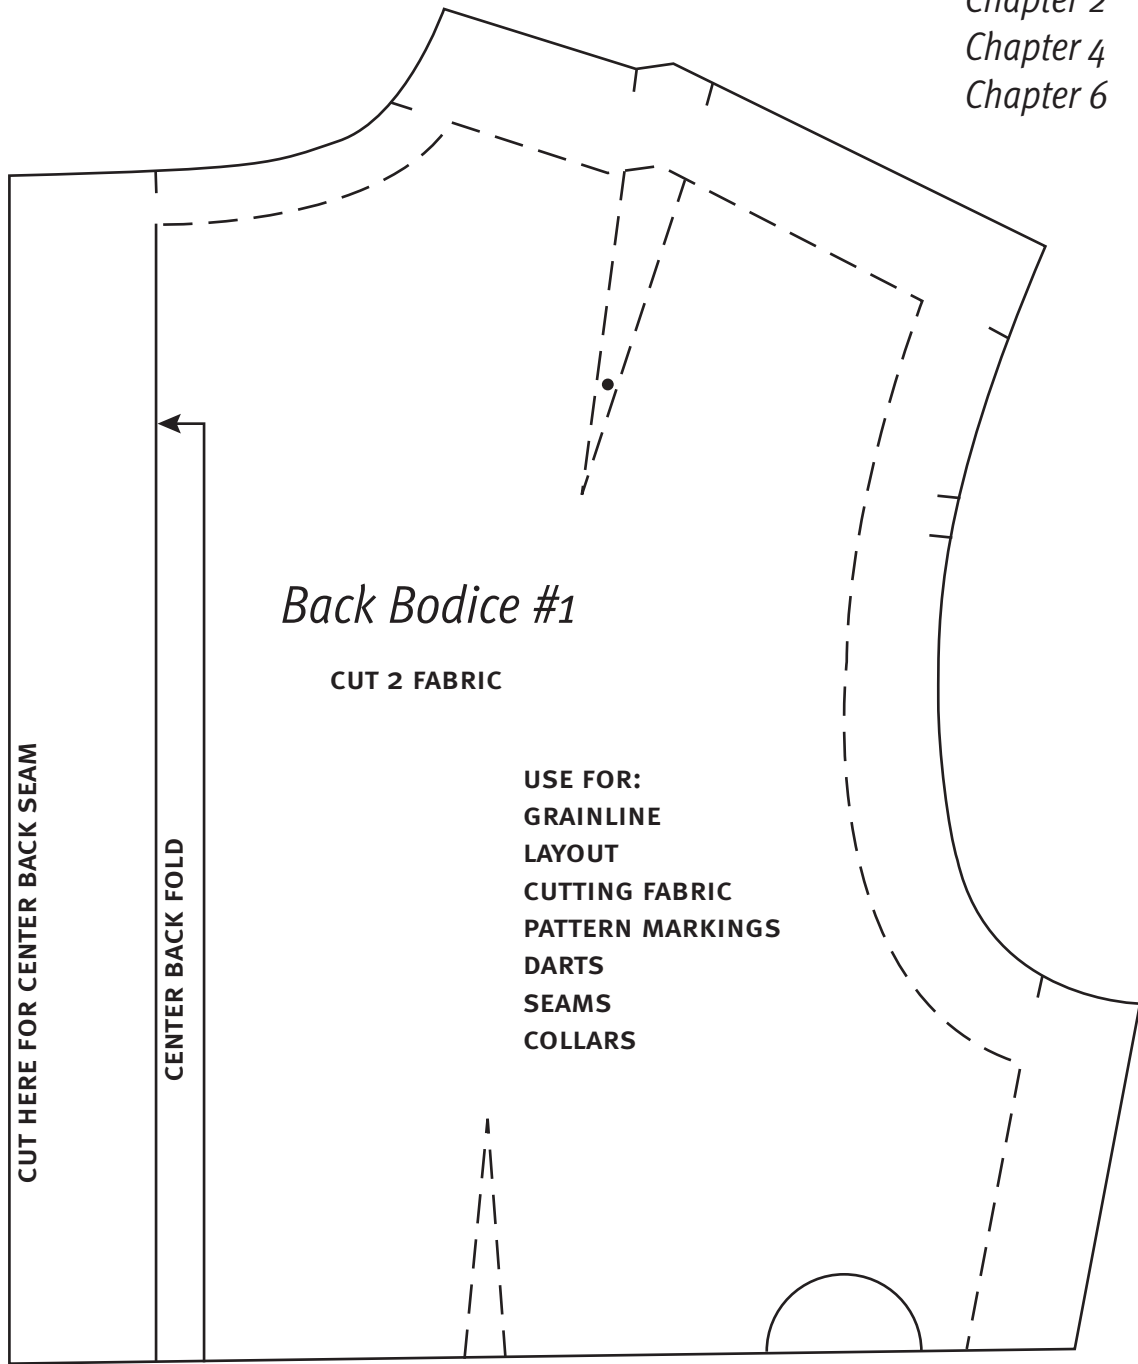 Chapter 2
Chapter 4
Chapter 6
Back Bodice #1
CUT 2 FABRIC
USE FOR:
GRAINLINE
LAYOUT
CUTTING FABRIC
PATTERN MARKINGS
DARTS
SEAMS
COLLARS
CUT HERE FOR CENTER BACK SEAM
CENTER BACK FOLD